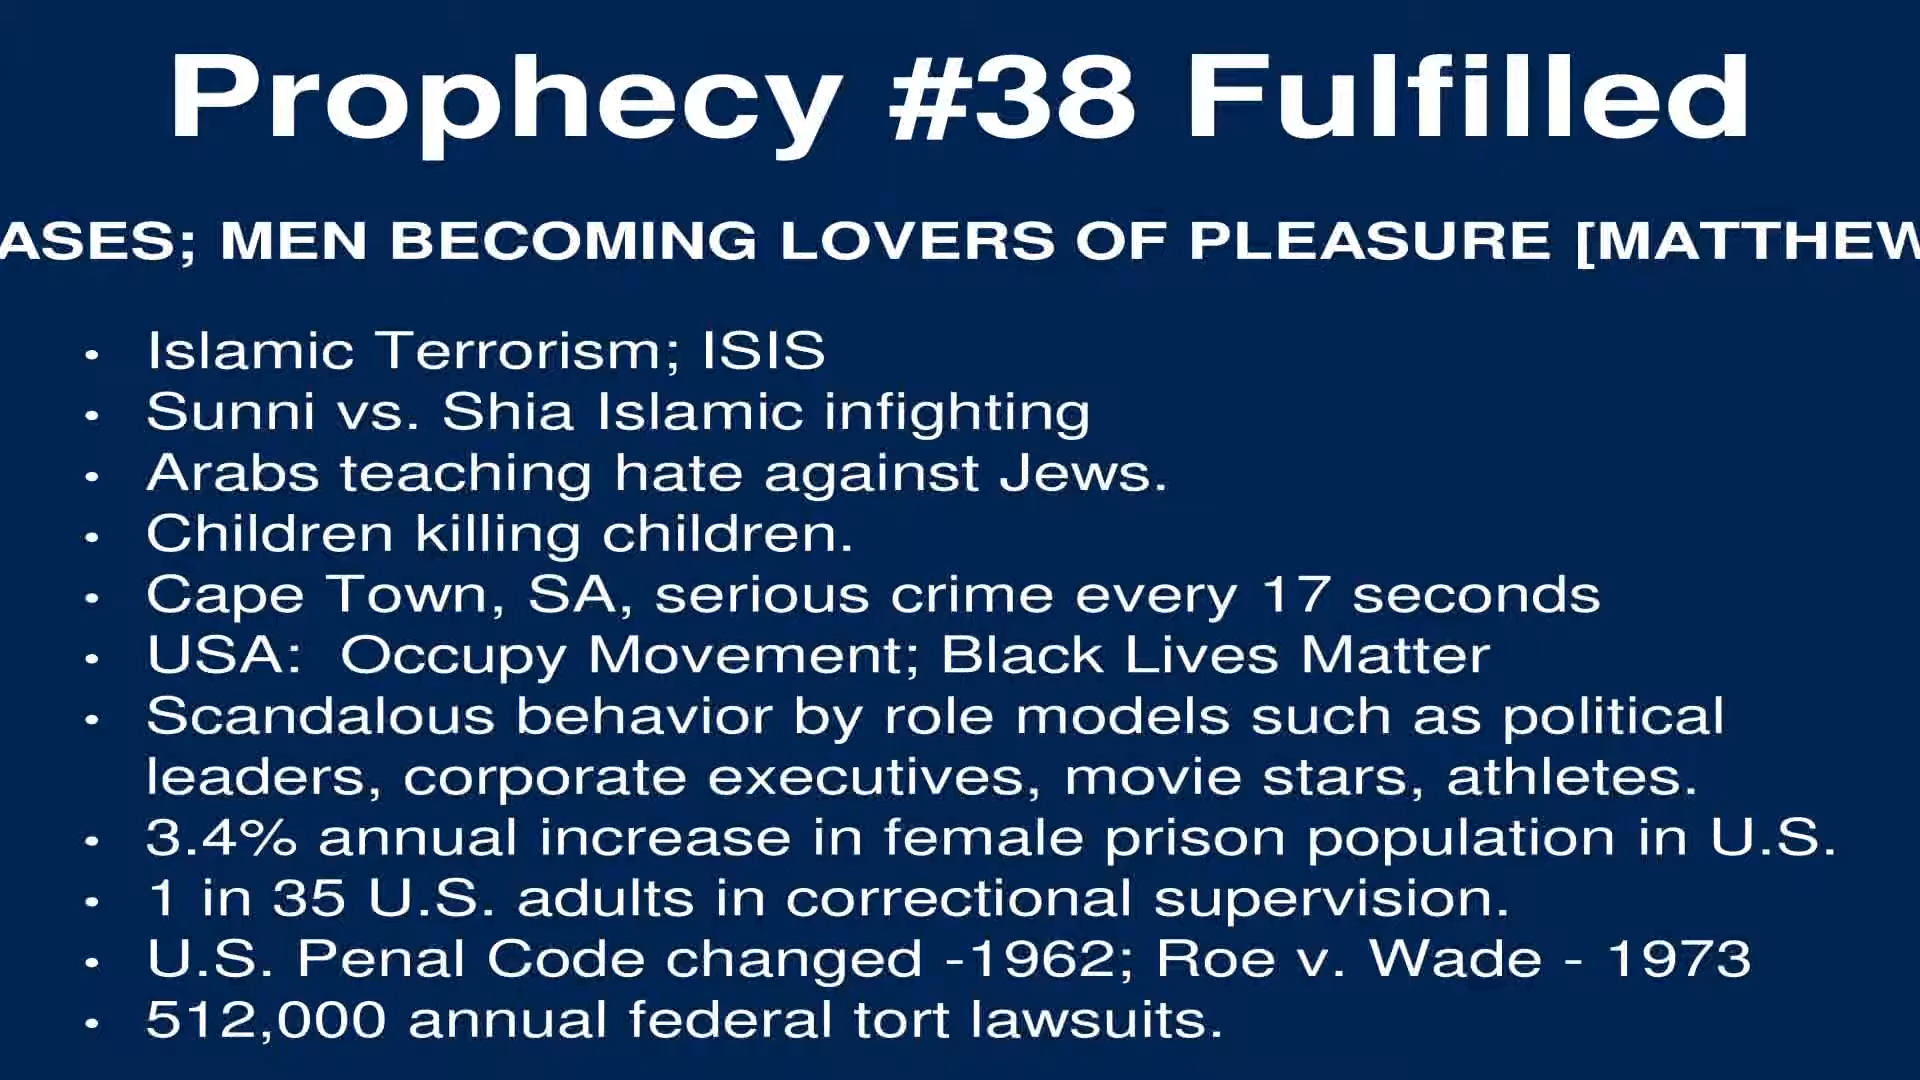 Prophecy #38 Fulfilled
ASES; MEN BECOMING LOVERS OF PLEASURE [MATTHEW
• Islamic Terrorism; ISIS
• Sunni vs. Shia Islamic infighting
• Arabs teaching hate against Jews.
• Children killing children.
• Cape Town, SA, serious crime every 17 seconds
• USA:  Occupy Movement; Black Lives Matter
• Scandalous behavior by role models such as political
leaders, corporate executives, movie stars, athletes.
• 3.4% annual increase in female prison population in U.S.
• 1 in 35 U.S. adults in correctional supervision.
• U.S. Penal Code changed -1962; Roe v. Wade - 1973
• 512,000 annual federal tort lawsuits.